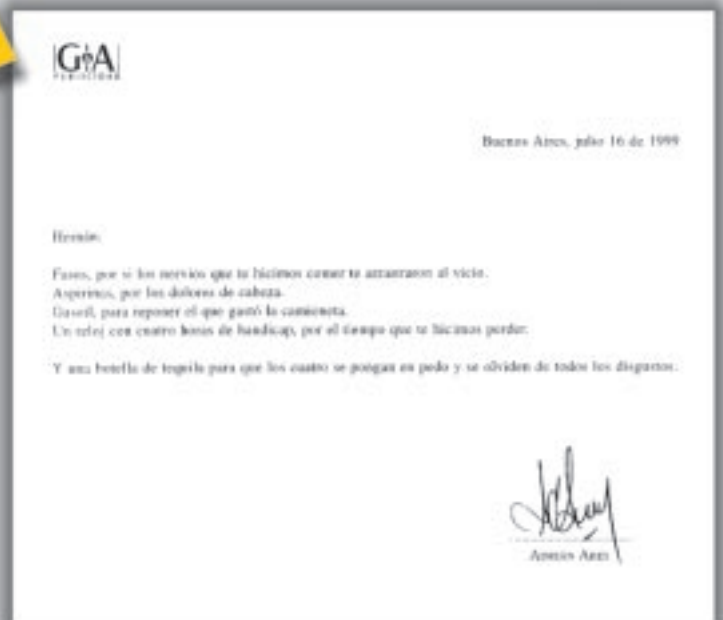 G&A
PUBLICIDAD
Buenos Aires, julio 16 de 1999
Hernán:
Fasos, por si los nervios que te hicimos comer te arrastraron al vicio.
Aspirinas, por los dolores de cabeza.
Gasoil, para reponer el que gastó la camioneta.
Un reloj con cuatro horas de handicap, por el tiempo que te hicimos perder.
Y una botella de tequila para que los cuatro se pongan en pedo y se olviden de todos los disgustos.